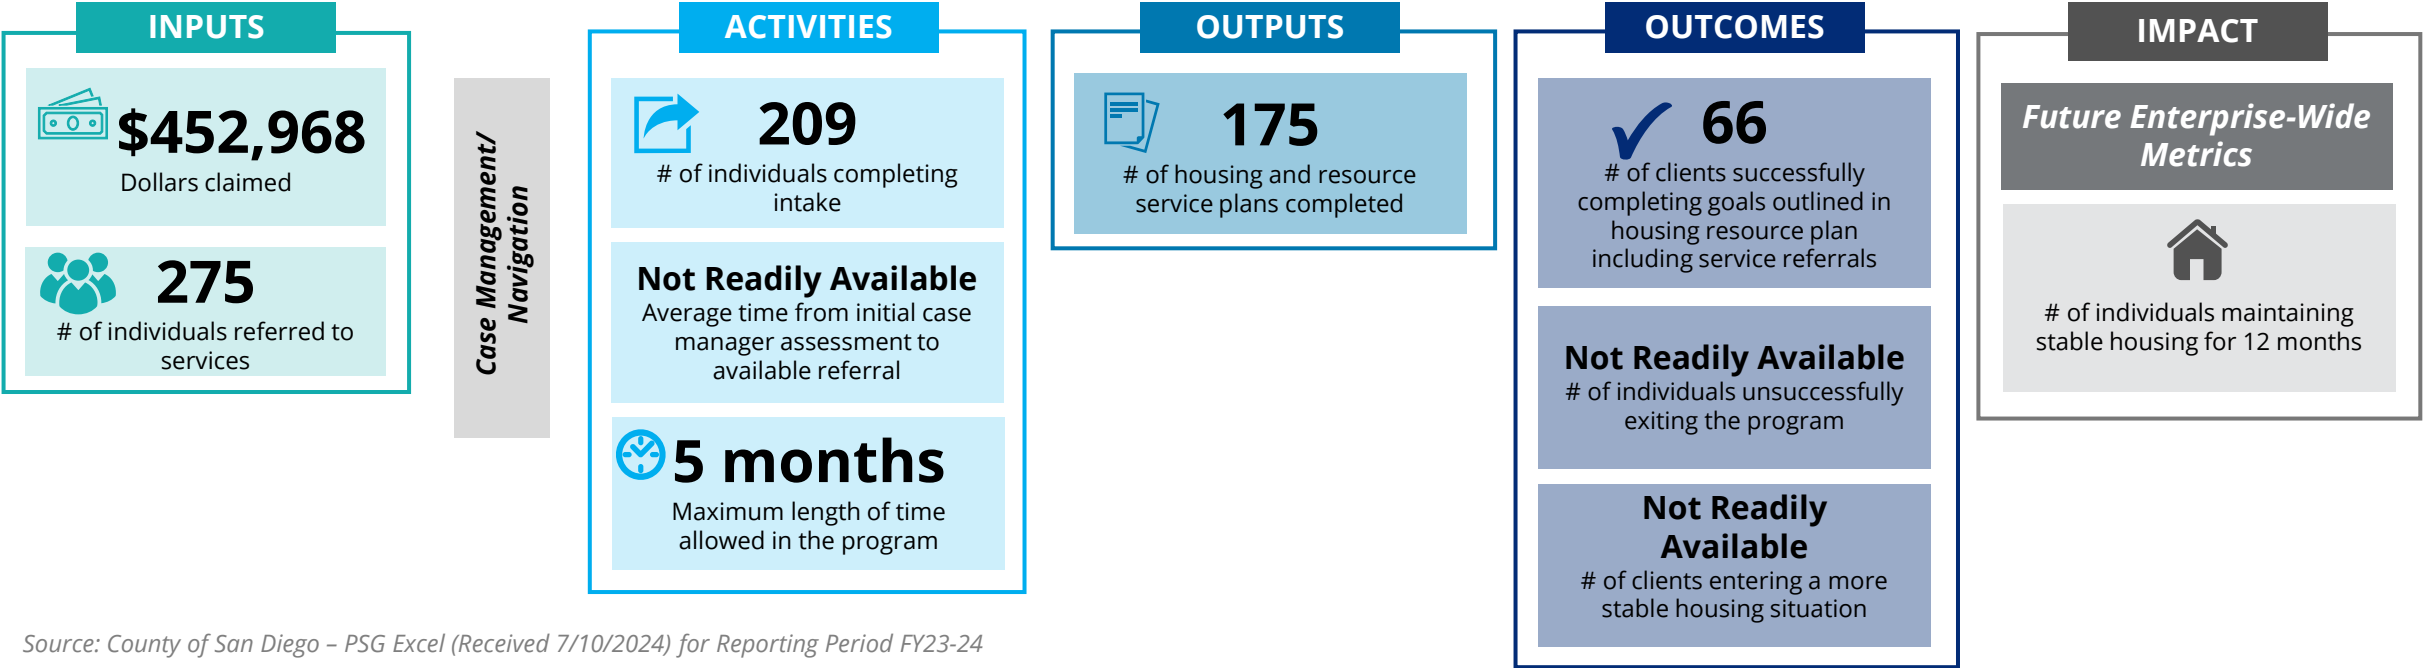 INPUTS
$452,968
Dollars claimed
275
# of individuals referred to
services
Case Management/
Navigation
ACTIVITIES
209
# of individuals completing
intake
Not Readily Available
Average time from initial case
manager assessment to
available referral
5 months
Maximum length of time
allowed in the program
OUTPUTS
175
# of housing and resource
service plans completed
OUTCOMES
66
# of clients successfully
completing goals outlined in
housing resource plan
including service referrals
Not Readily Available
# of individuals unsuccessfully
exiting the program
Not Readily
Available
# of clients entering a more
stable housing situation
IMPACT
Future Enterprise-Wide
Metrics
# of individuals maintaining
stable housing for 12 months
Source: County of San Diego – PSG Excel (Received 7/10/2024) for Reporting Period FY23-24